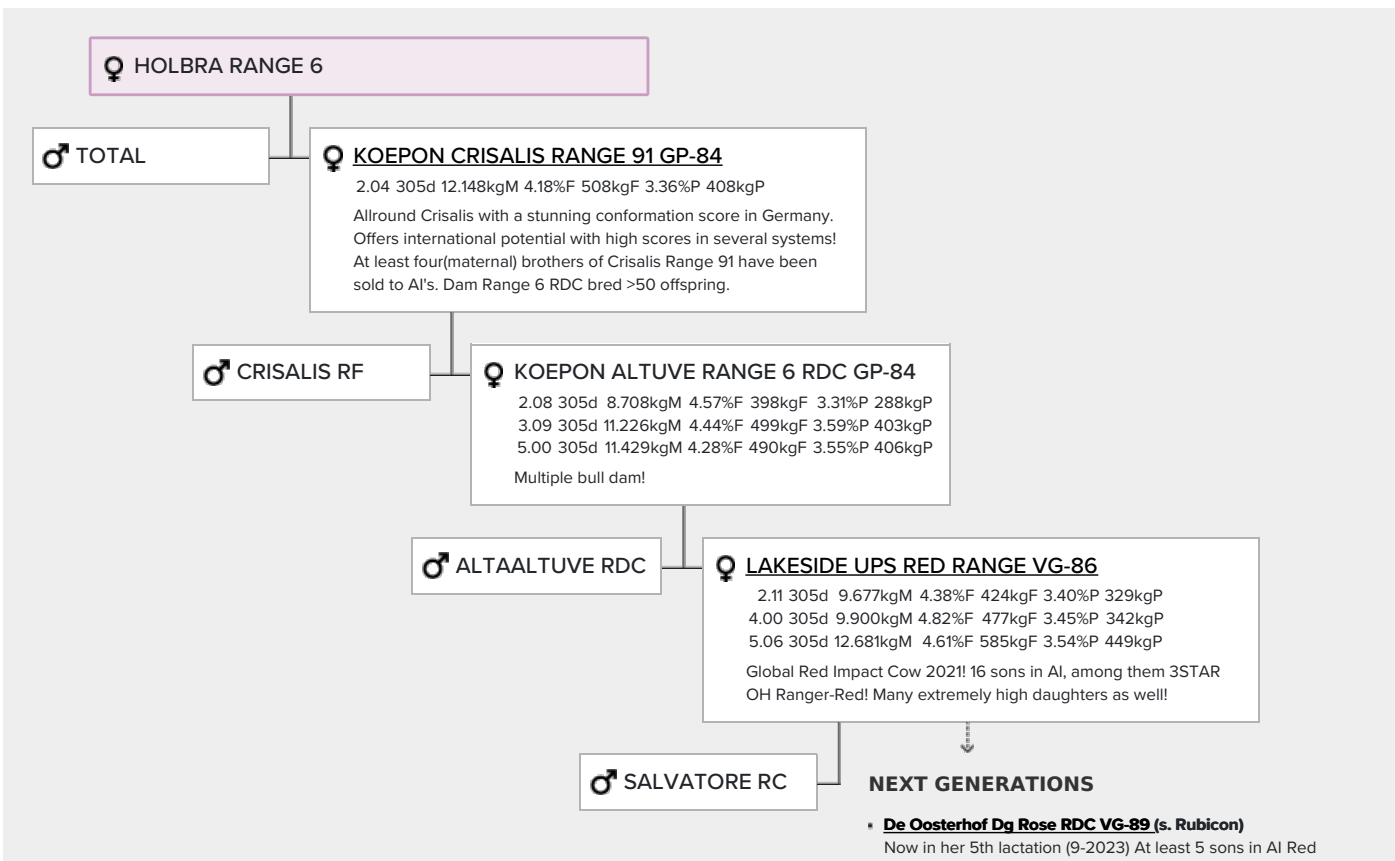 HOLBRA RANGE 6
TOTAL
KOEPON CRISALIS RANGE 91 GP-84
2.04 305d 12.148kgM 4.18%F 508kgF 3.36%P 408kgP
Allround Crisalis with a stunning conformation score in Germany.
Offers international potential with high scores in several systems!
At least four(maternal) brothers of Crisalis Range 91 have been
sold to AI's. Dam Range 6 RDC bred >50 offspring.
CRISALIS RF
KOEPON ALTUVE RANGE 6 RDC GP-84
2.08 305d 8.708kgM 4.57%F 398kgF 3.31%P 288kgP
3.09 305d 11.226kgM 4.44%F 499kgF 3.59%P 403kgP
5.00 305d 11.429kgM 4.28%F 490kgF 3.55%P 406kgP
Multiple bull dam!
ALTAALTUVE RDC
LAKESIDE UPS RED RANGE VG-86
2.11 305d 9.677kgM 4.38%F 424kgF 3.40%P 329kgP
4.00 305d 9.900kgM 4.82%F 477kgF 3.45%P 342kgP
5.06 305d 12.681kgM 4.61%F 585kgF 3.54%P 449kgP
Global Red Impact Cow 2021! 16 sons in AI, among them 3STAR
OH Ranger-Red! Many extremely high daughters as well!
SALVATORE RC
NEXT GENERATIONS
De Oosterhof Dg Rose RDC VG-89 (s. Rubicon)
Now in her 5th lactation (9-2023) At least 5 sons in AI Red